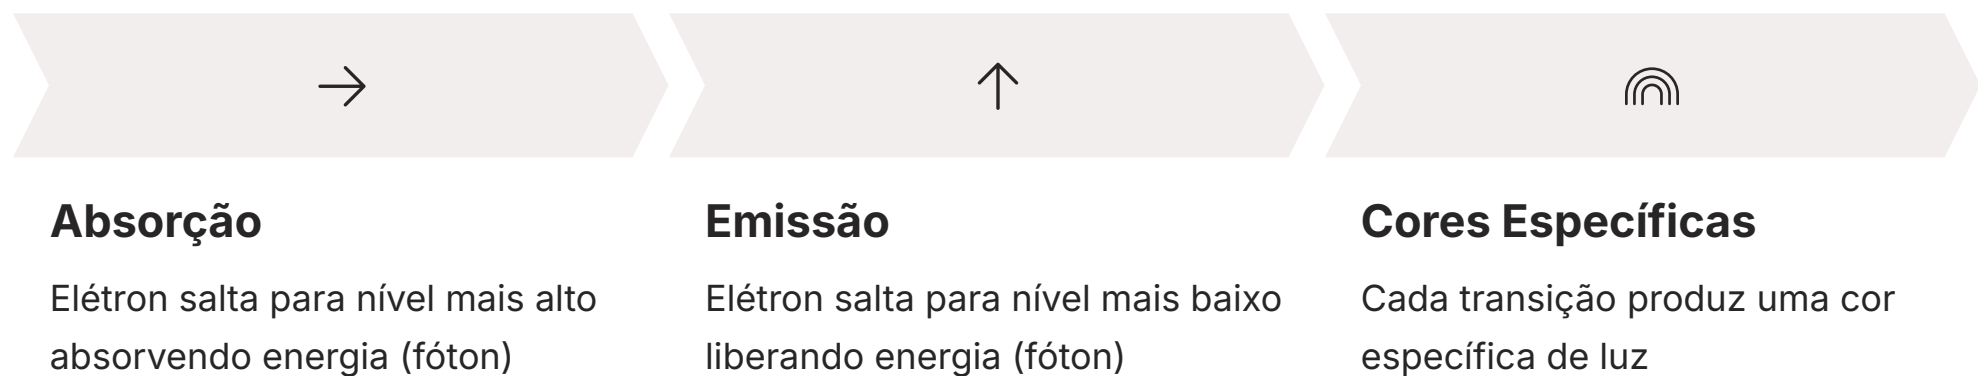 Absorção
Elétron salta para nível mais alto
absorvendo energia (fóton)
Emissão
Elétron salta para nível mais baixo
liberando energia (fóton)
Cores Específicas
Cada transição produz uma cor
específica de luz